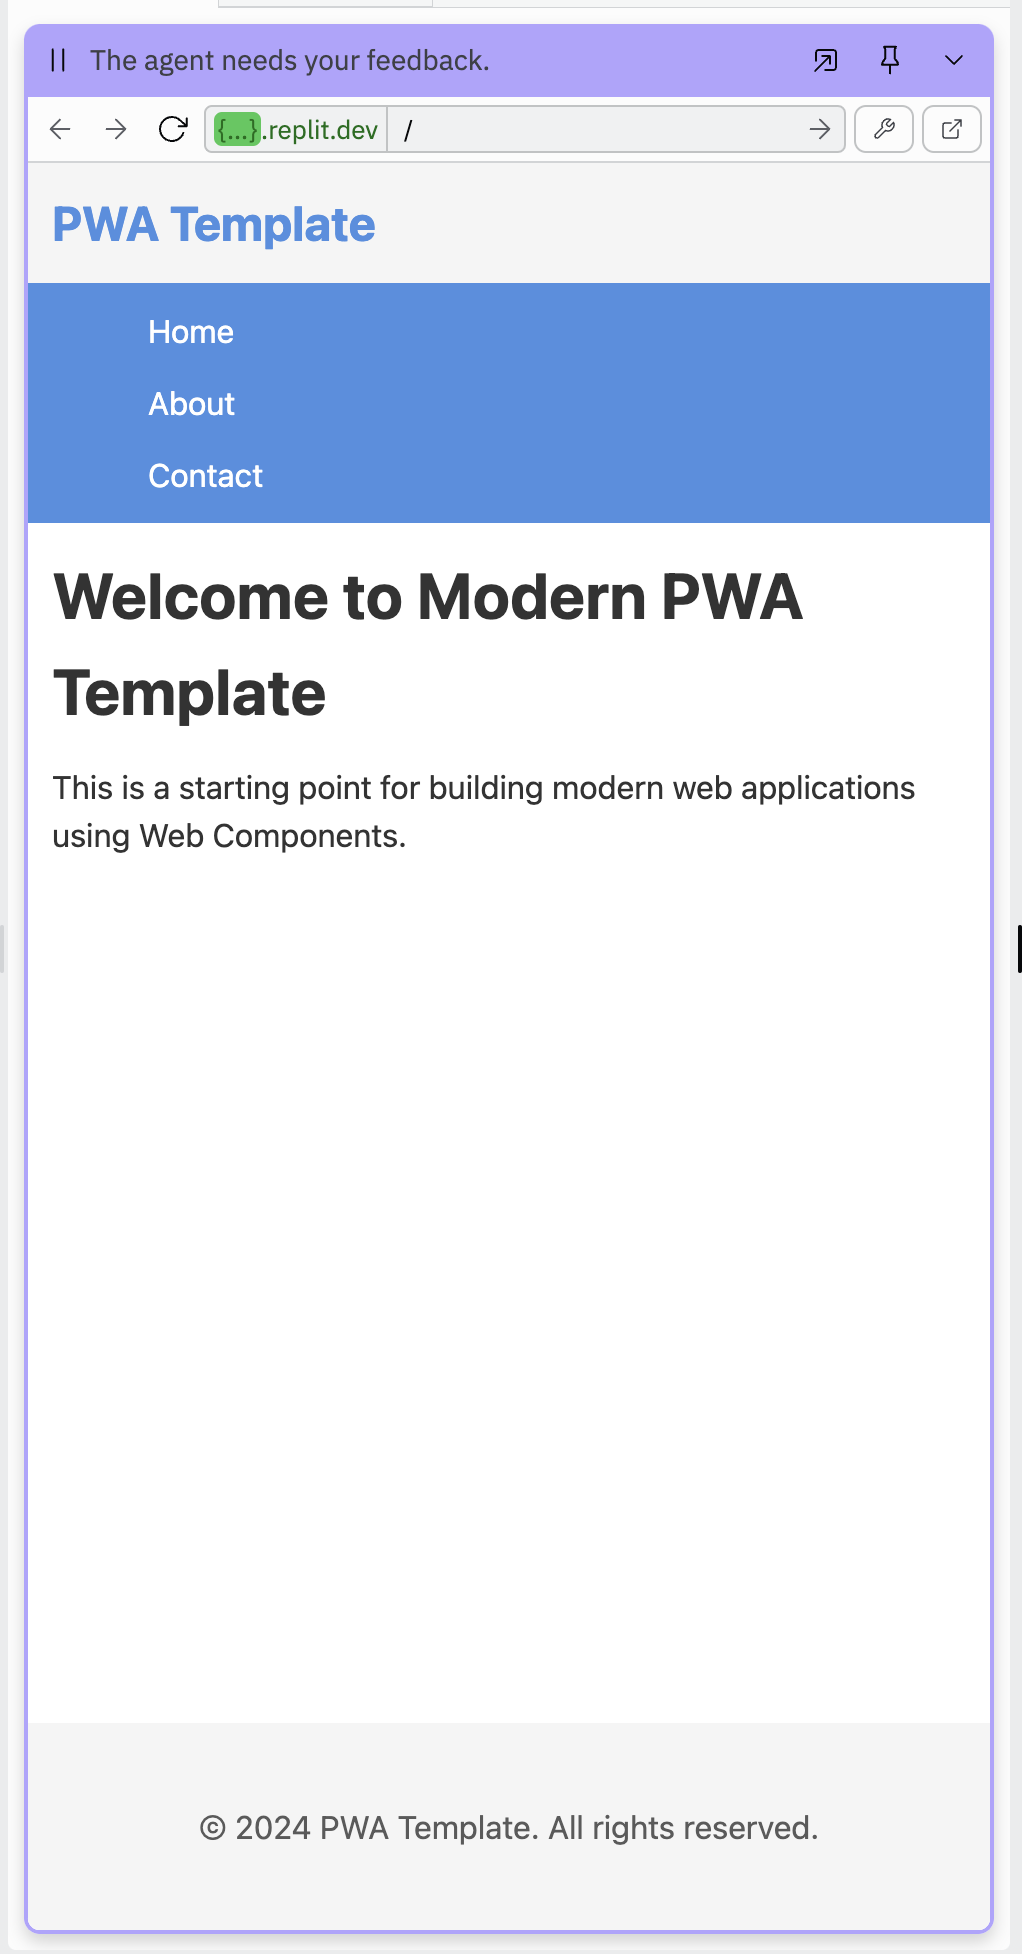 The agent needs your feedback.
{...}.replit.dev /
PWA Template
Home
About
Contact
Welcome to Modern PWA
Template
This is a starting point for building modern web applications
using Web Components.
© 2024 PWA Template. All rights reserved.